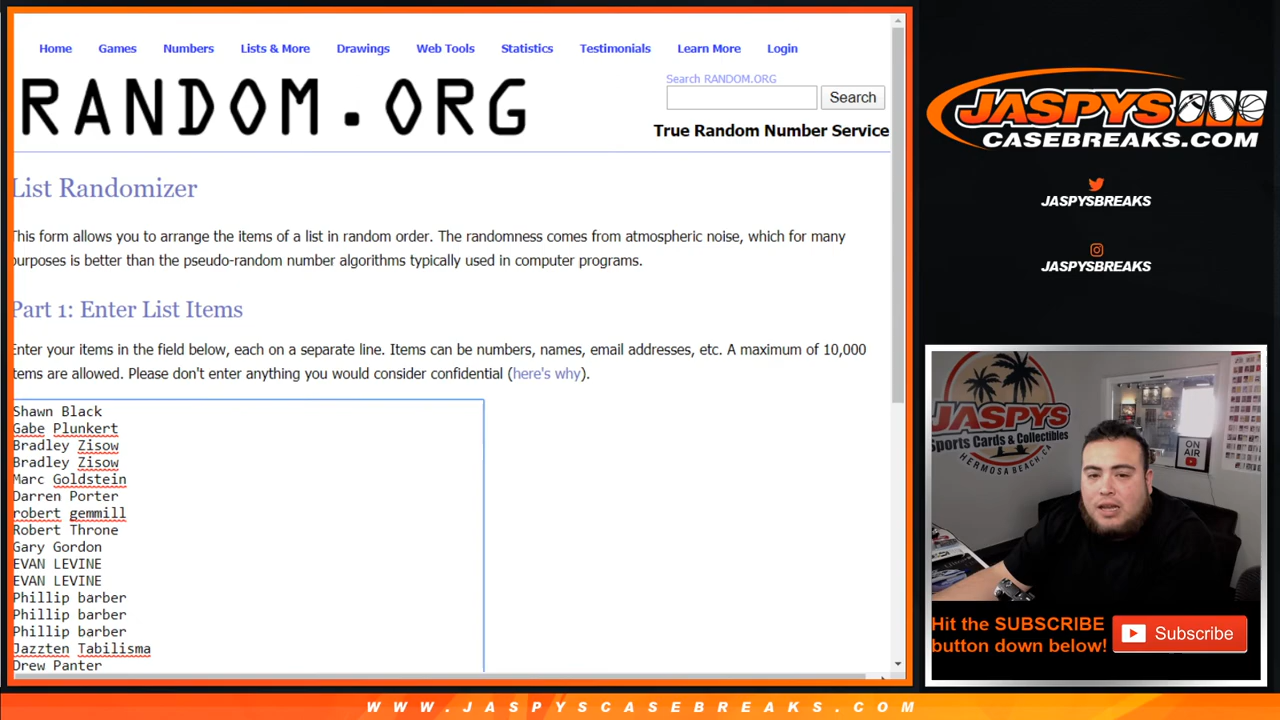 Home Games Numbers Lists & More Drawings Web Tools Statistics Testimonials Learn More Login
RANDOM.ORG
Search RANDOM.ORG
Search
True Random Number Service
List Randomizer
This form allows you to arrange the items of a list in random order. The randomness comes from atmospheric noise, which for many
purposes is better than the pseudo-random number algorithms typically used in computer programs.
Part 1: Enter List Items
Enter your items in the field below, each on a separate line. Items can be numbers, names, email addresses, etc. A maximum of 10,000
items are allowed. Please don't enter anything you would consider confidential (here's why).
Shawn Black
Gabe Plunkert
Bradley Zisow
Bradley Zisow
Marc Goldstein
Darren Porter
robert gemmill
Robert Throne
Gary Gordon
EVAN LEVINE
EVAN LEVINE
Phillip barber
Phillip barber
Phillip barber
Jazzten Tabilisma
Drew Panter
JASPYS
CASEBREAKS.COM
JASPYSBREAKS
JASPYSBREAKS
JASPYS
Sports Cards & Collectibles
HERMOSA BEACH, CA
ON
AIR
Hit the SUBSCRIBE
button down below!
Subscribe
WWW.JASPYSCASEBREAKS.COM